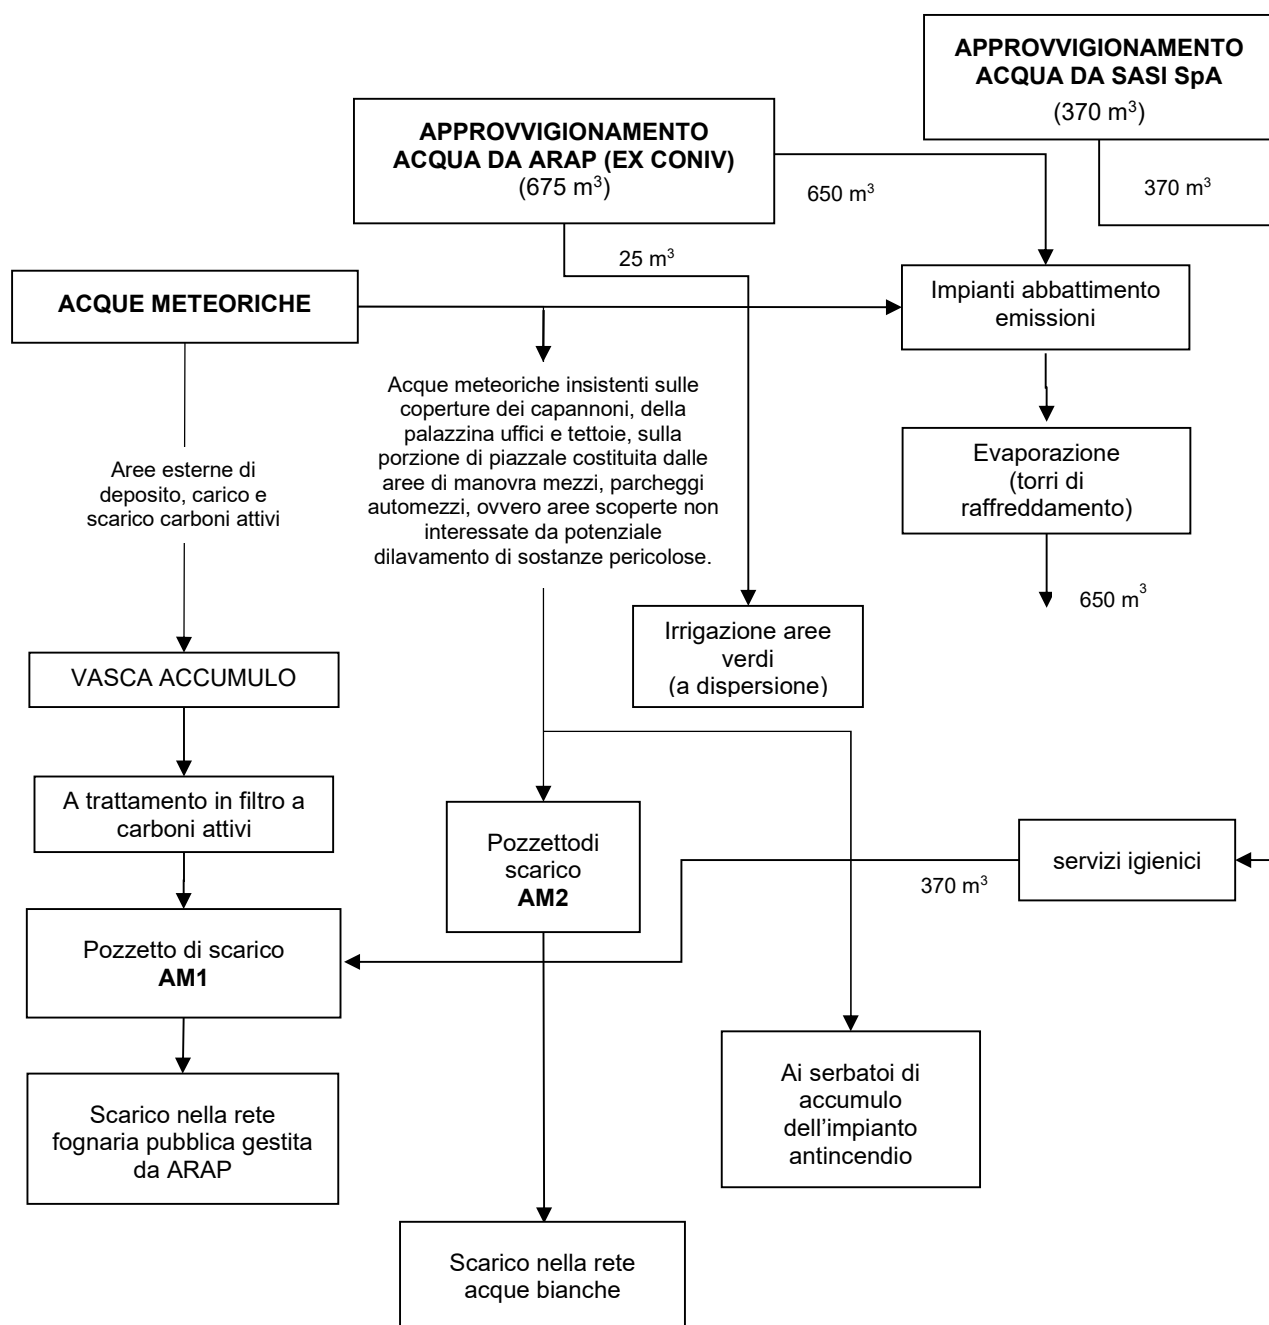 APPROVVIGIONAMENTO
ACQUA DA SASI SpA
(370 m³)
APPROVVIGIONAMENTO
ACQUA DA ARAP (EX CONIV)
(675 m³)
650 m³
370 m³
25 m³
ACQUE METEORICHE
Impianti abbattimento
emissioni
Acque meteoriche insistenti sulle
coperture dei capannoni, della
palazzina uffici e tettoie, sulla
porzione di piazzale costituita dalle
aree di manovra mezzi, parcheggi
automezzi, ovvero aree scoperte non
interessate da potenziale
dilavamento di sostanze pericolose.
Aree esterne di
deposito, carico e
scarico carboni attivi
Evaporazione
(torri di
raffreddamento)
650 m³
Irrigazione aree
verdi
(a dispersione)
VASCA ACCUMULO
A trattamento in filtro a
carboni attivi
Pozzettodi
scarico
AM2
servizi igienici
370 m³
Pozzetto di scarico
AM1
Ai serbatoi di
accumulo
dell'impianto
antincendio
Scarico nella rete
fognaria pubblica gestita
da ARAP
Scarico nella rete
acque bianche